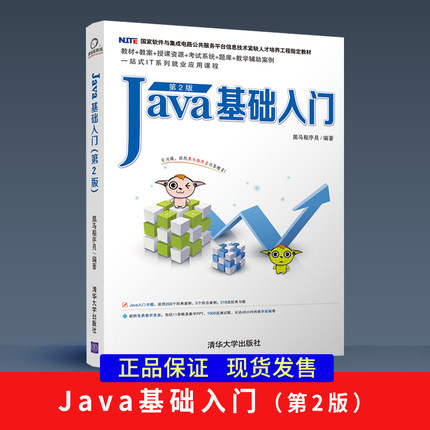 NITE 国家软件与集成电路公共服务平台信息技术紧缺人才培养工程指定教材
教材+教案+授课资源+考试系统+题库+教学辅助案例
一站式IT系列就业应用课程
第2版
Java基础入门
黑马程序员/编著
清华大学出版社
Java基础入门(第2版)
黑马程序员/编著
清华大学出版社
正品保证 现货发售
Java基础入门（第2版）